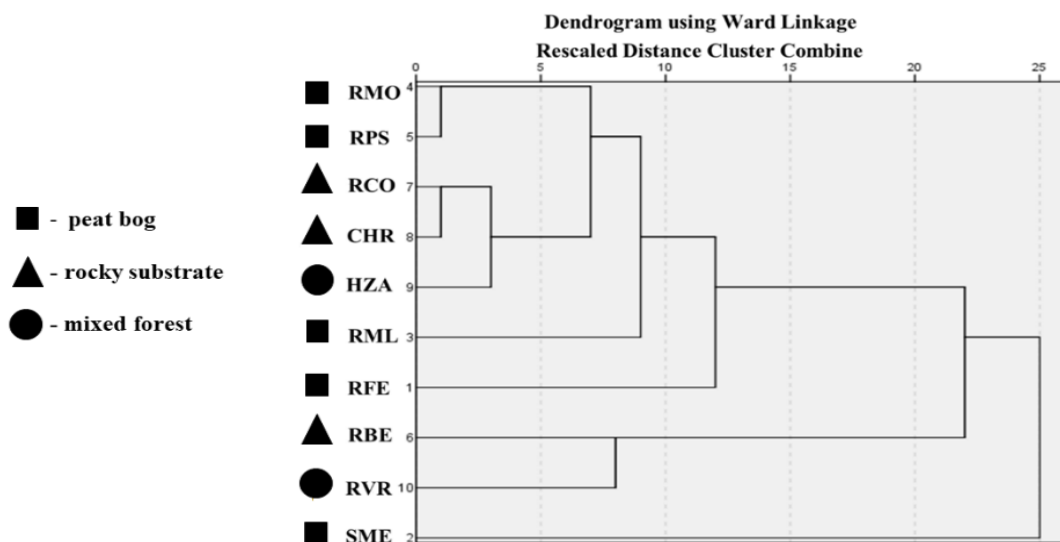 Dendrogram using Ward Linkage
Rescaled Distance Cluster Combine
0 5 10 15 20 25
RMO 4
RPS 5
RCO 7
CHR 8
HZA 9
RML 3
RFE 1
RBE 6
RVR 10
SME 2
- peat bog
- rocky substrate
- mixed forest